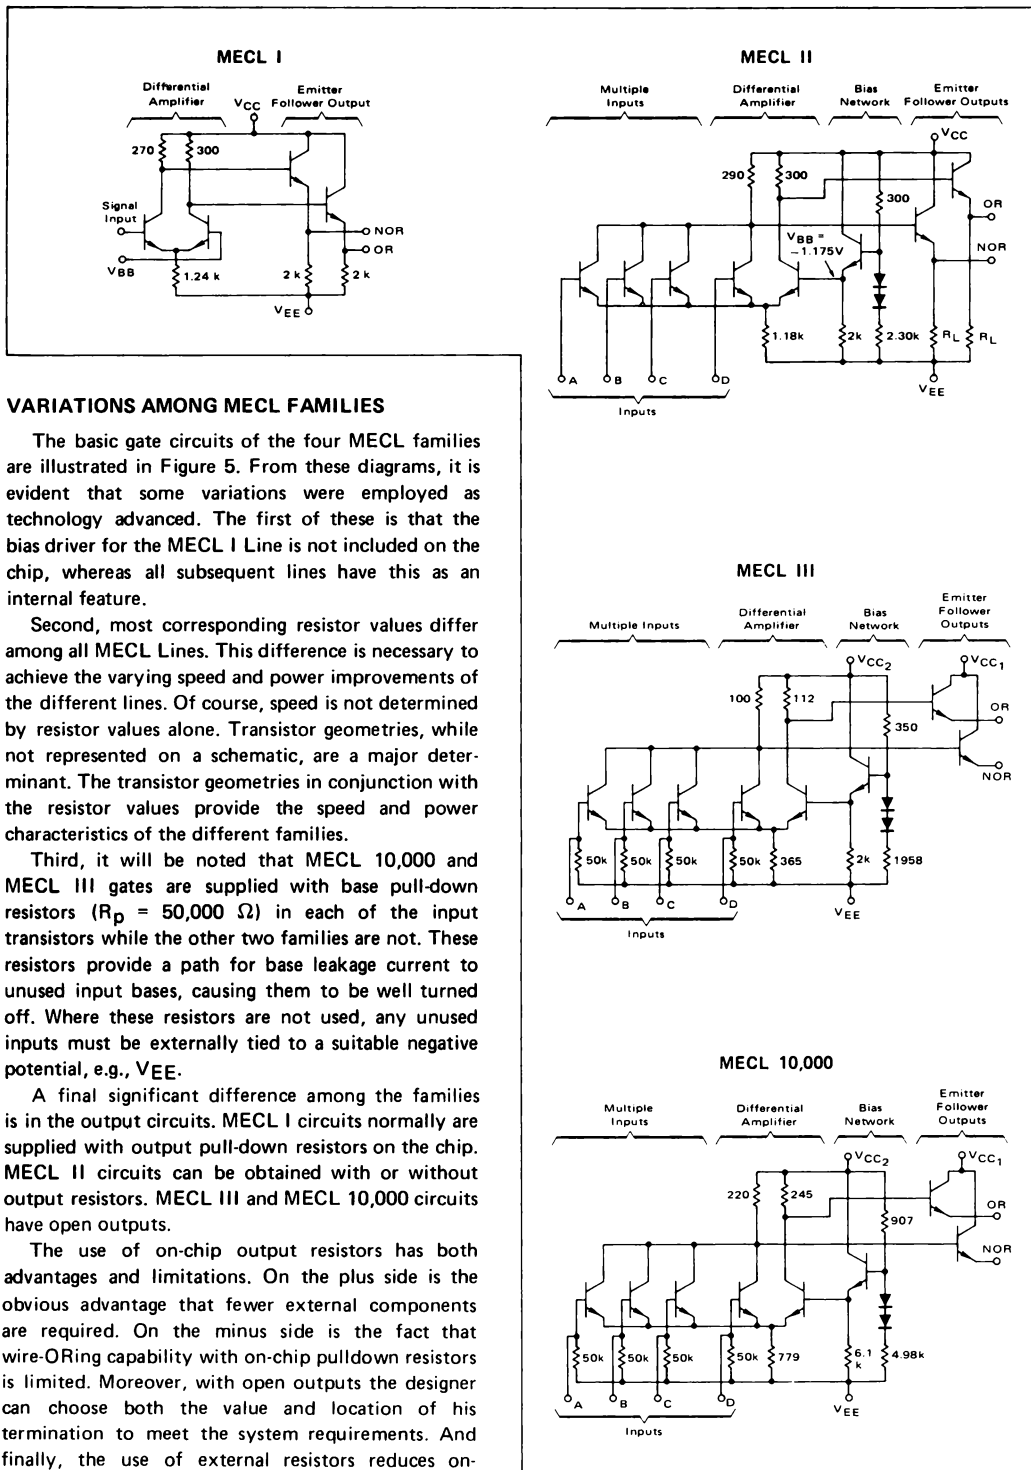 MECL I
Differential
Amplifier
Emitter
Follower Output
VCC
270
300
Signal
Input
VBB
1.24 k
2 k
2 k
NOR
OR
VEE
MECL II
Multiple
Inputs
Differential
Amplifier
Bias
Network
Emitter
Follower Outputs
VCC
290
300
300
OR
NOR
VBB =
−1.175V
1.18k
2k
2.30k
RL
RL
A
B
C
D
VEE
Inputs
VARIATIONS AMONG MECL FAMILIES
The basic gate circuits of the four MECL families
are illustrated in Figure 5. From these diagrams, it is
evident that some variations were employed as
technology advanced. The first of these is that the
bias driver for the MECL I Line is not included on the
chip, whereas all subsequent lines have this as an
internal feature.
Second, most corresponding resistor values differ
among all MECL Lines. This difference is necessary to
achieve the varying speed and power improvements of
the different lines. Of course, speed is not determined
by resistor values alone. Transistor geometries, while
not represented on a schematic, are a major deter-
minant. The transistor geometries in conjunction with
the resistor values provide the speed and power
characteristics of the different families.
Third, it will be noted that MECL 10,000 and
MECL III gates are supplied with base pull-down
resistors (Rp = 50,000 Ω) in each of the input
transistors while the other two families are not. These
resistors provide a path for base leakage current to
unused input bases, causing them to be well turned
off. Where these resistors are not used, any unused
inputs must be externally tied to a suitable negative
potential, e.g., VEE.
A final significant difference among the families
is in the output circuits. MECL I circuits normally are
supplied with output pull-down resistors on the chip.
MECL II circuits can be obtained with or without
output resistors. MECL III and MECL 10,000 circuits
have open outputs.
The use of on-chip output resistors has both
advantages and limitations. On the plus side is the
obvious advantage that fewer external components
are required. On the minus side is the fact that
wire-ORing capability with on-chip pulldown resistors
is limited. Moreover, with open outputs the designer
can choose both the value and location of his
termination to meet the system requirements. And
finally, the use of external resistors reduces on-
MECL III
Multiple Inputs
Differential
Amplifier
Bias
Network
Emitter
Follower
Outputs
VCC2
VCC1
100
112
350
OR
NOR
50k
50k
50k
50k
365
2k
1958
A
B
C
D
VEE
Inputs
MECL 10,000
Multiple
Inputs
Differential
Amplifier
Bias
Network
Emitter
Follower
Outputs
VCC2
VCC1
220
245
907
OR
NOR
50k
50k
50k
50k
779
6.1
k
4.98k
A
B
C
D
VEE
Inputs